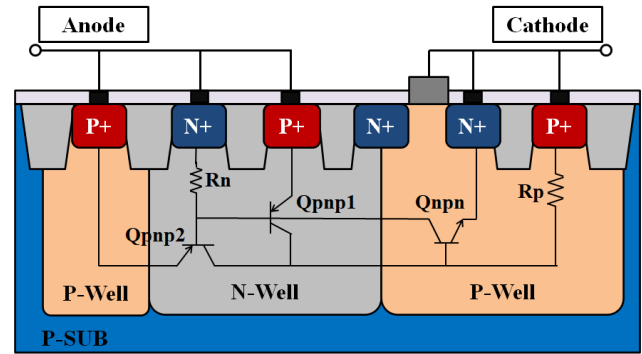 Anode
Cathode
P+ N+ P+ N+ N+ P+
Rn
Qpnp1
Qnpn
Rp
Qpnp2
P-Well
N-Well
P-Well
P-SUB